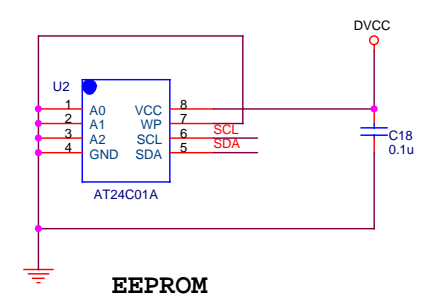 DVCC
U2
1 A0 VCC 8
2 A1 WP 7
3 A2 SCL 6 SCL
4 GND SDA 5 SDA
C18
0.1u
AT24C01A
EEPROM